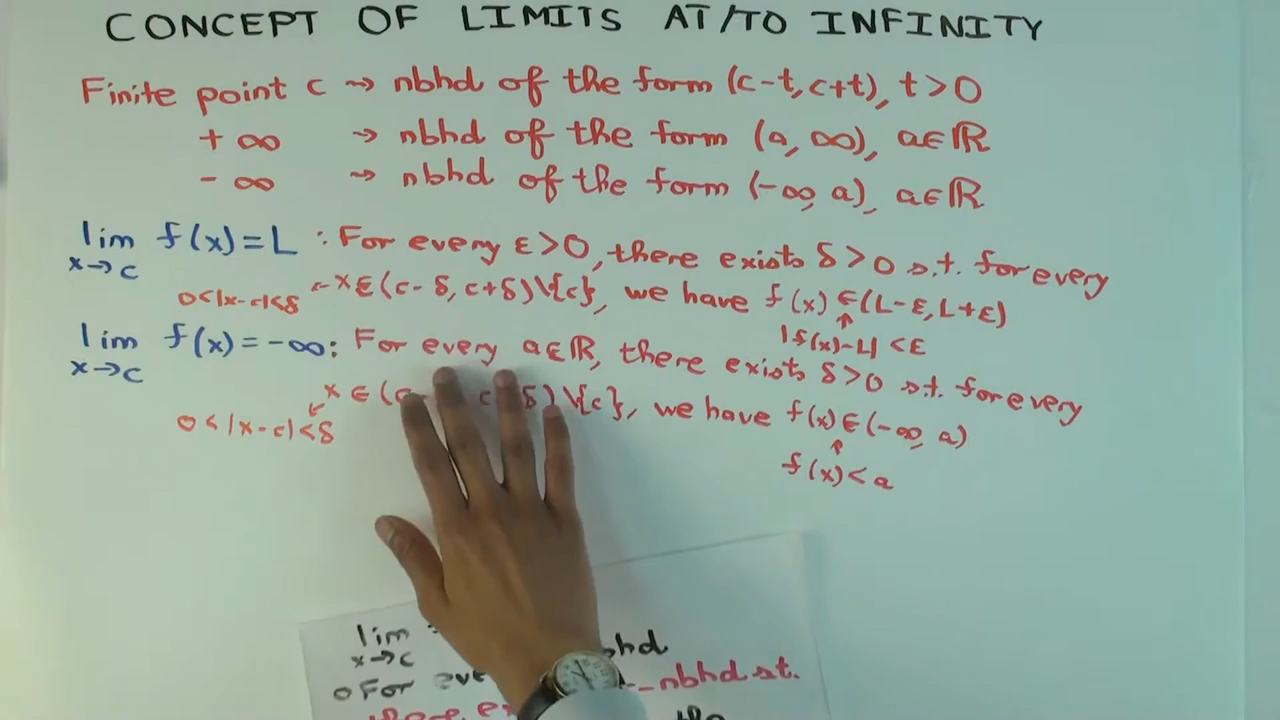 CONCEPT OF LIMITS AT/TO INFINITY
Finite point c ⇝ nbhd of the form (c-t, c+t), t>0
+ ∞ ⇝ nbhd of the form (a, ∞), a∈ℝ
- ∞ ⇝ nbhd of the form (-∞, a), a∈ℝ
lim x→c f(x)=L : For every ε>0, there exists δ>0 s.t. for every
0<|x-c|<δ ← x∈(c-δ, c+δ)\{c}, we have f(x) ∈(L-ε, L+ε)
↑ |f(x)-L| <ε
lim x→c f(x)=-∞: For every a∈ℝ, there exists δ>0 s.t. for every
x ∈(c- c δ)\{c}, we have f(x)∈(-∞, a)
0<|x-c|<δ ↙ ↑ f(x)<a
lim
x→c nbhd
○For nbhd st.
the